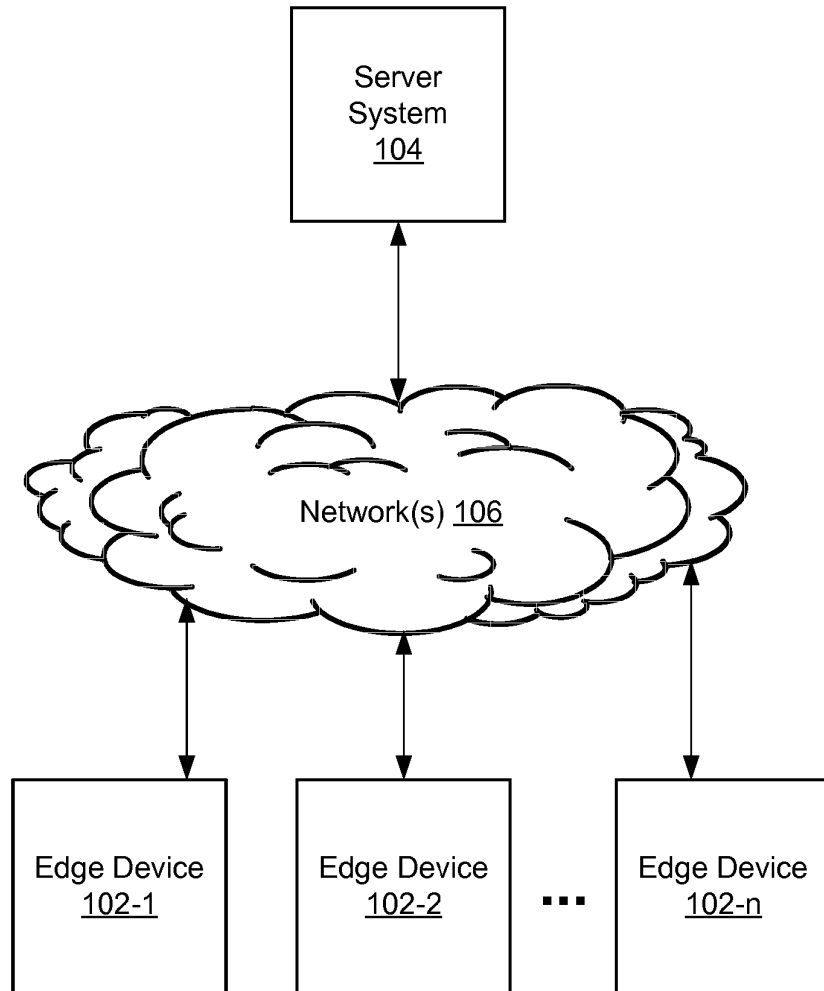 Server
System
104
Network(s) 106
Edge Device
102-1
Edge Device
102-2
...
Edge Device
102-n